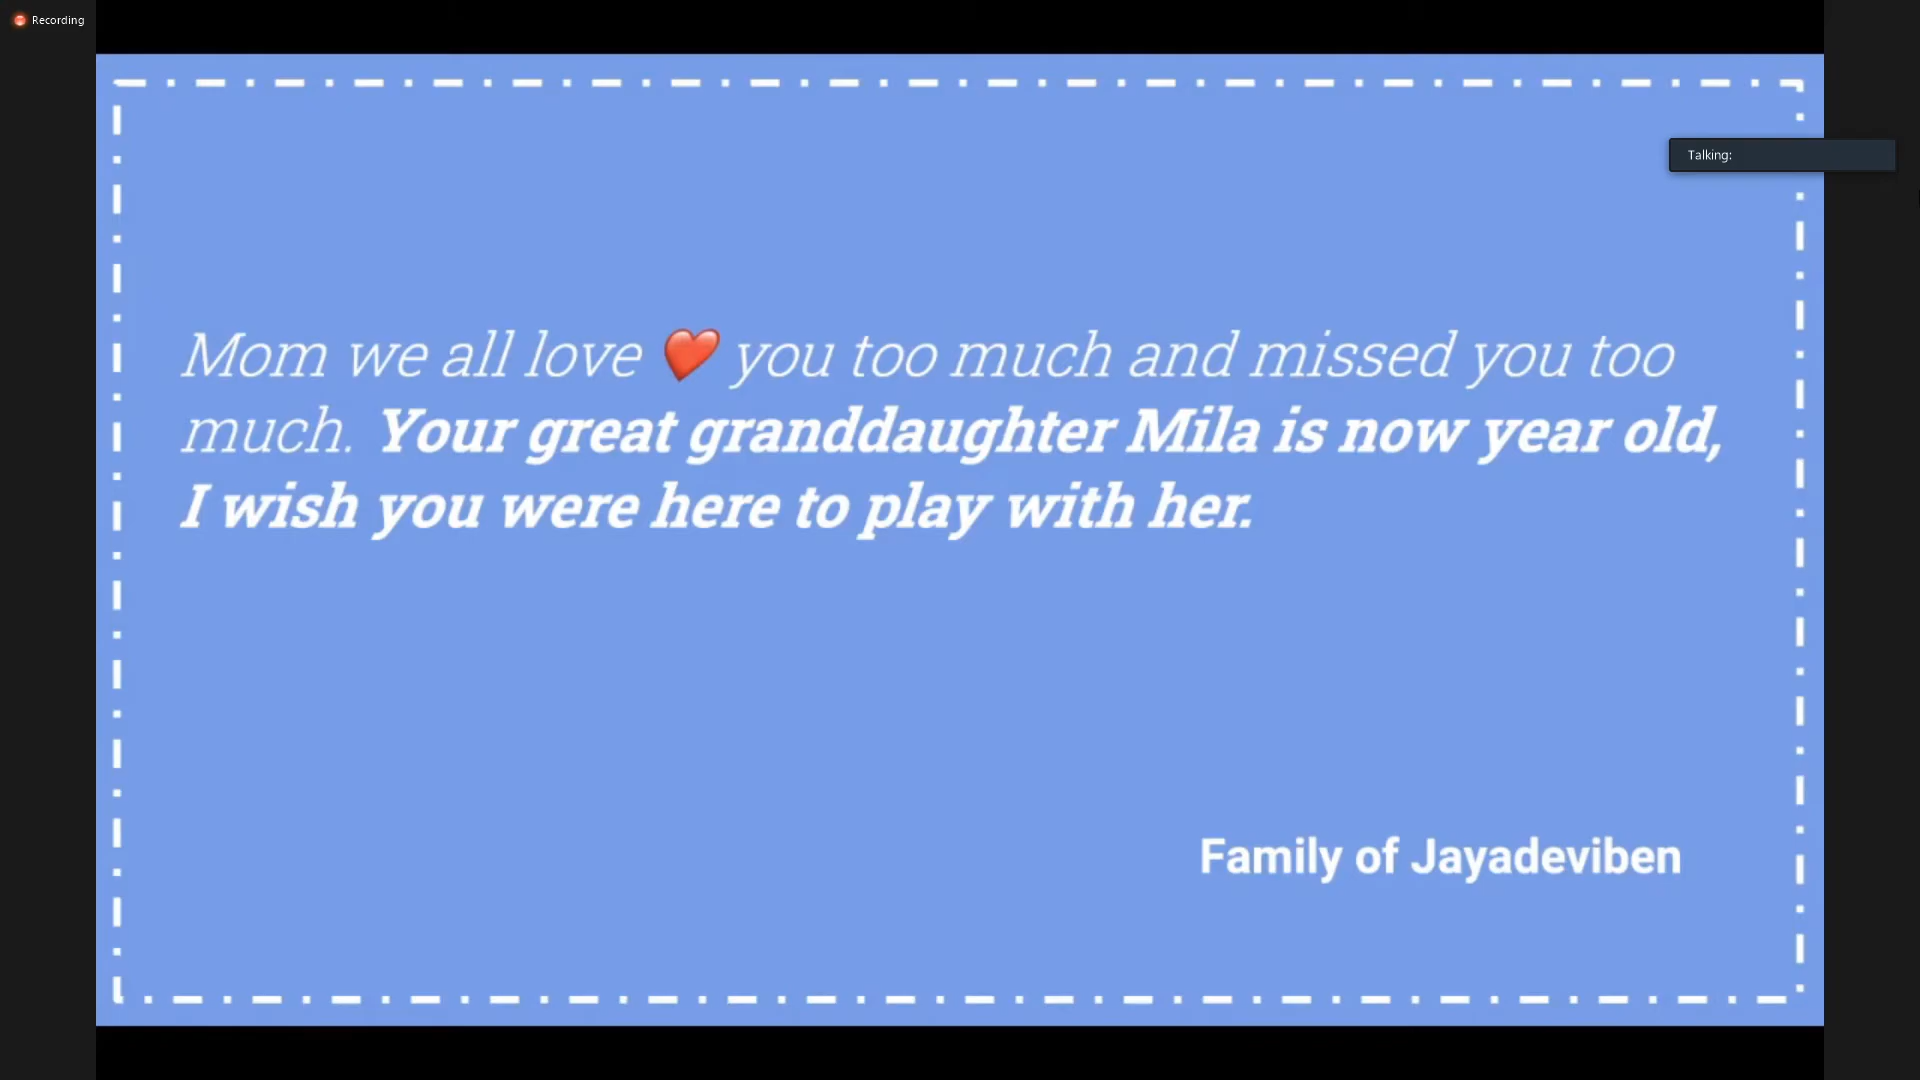 Recording
Talking:
Mom we all love ❤️ you too much and missed you too
much. Your great granddaughter Mila is now year old,
I wish you were here to play with her.
Family of Jayadeviben